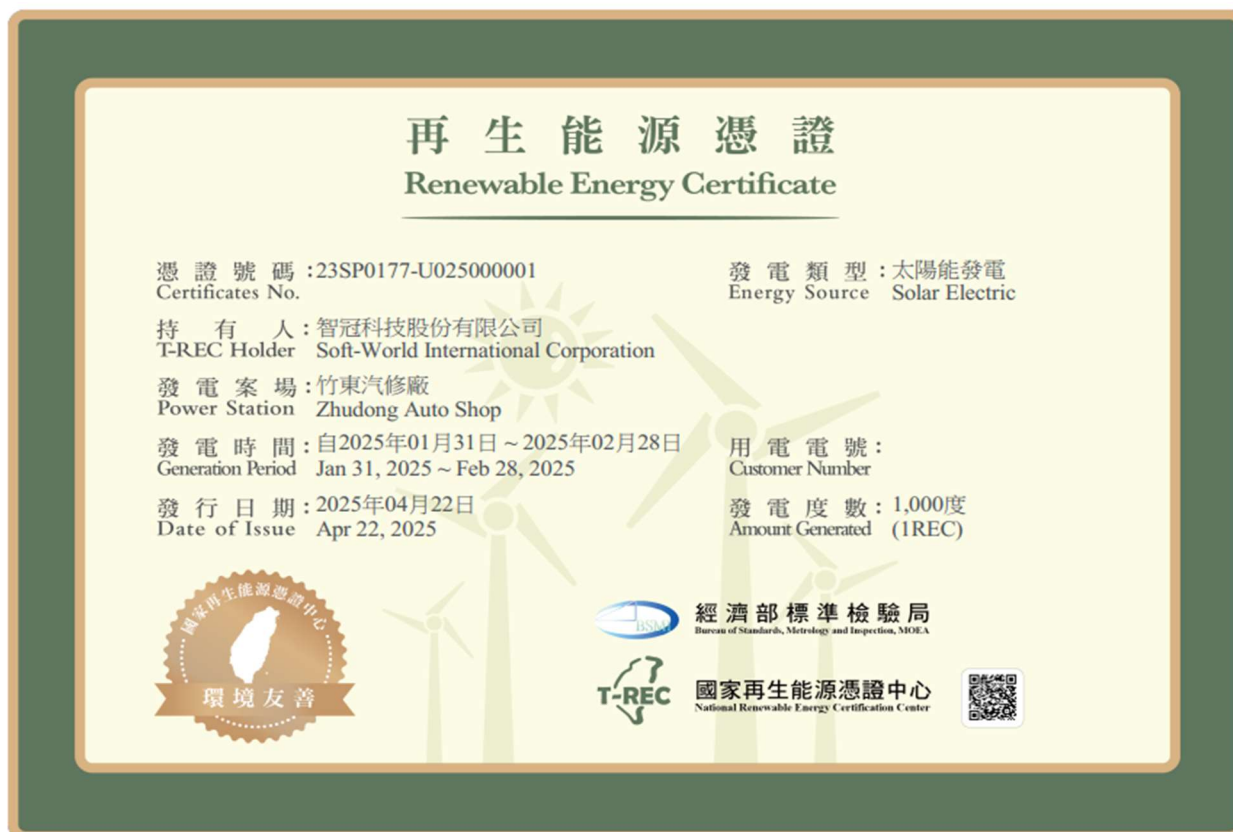 再生能源憑證
Renewable Energy Certificate
憑證號碼:23SP0177-U025000001
Certificates No.
發電類型:太陽能發電
Energy Source Solar Electric
持有人:智冠科技股份有限公司
T-REC Holder Soft-World International Corporation
發電案場:竹東汽修廠
Power Station Zhudong Auto Shop
發電時間:自2025年01月31日~2025年02月28日
Generation Period Jan 31, 2025 ~ Feb 28, 2025
用電電號:
Customer Number
發行日期:2025年04月22日
Date of Issue Apr 22, 2025
發電度數:1,000度
Amount Generated (1REC)
國家再生能源憑證中心
環境友善
BSMI
經濟部標準檢驗局
Bureau of Standards, Metrology and Inspection, MOEA
T-REC
國家再生能源憑證中心
National Renewable Energy Certification Center